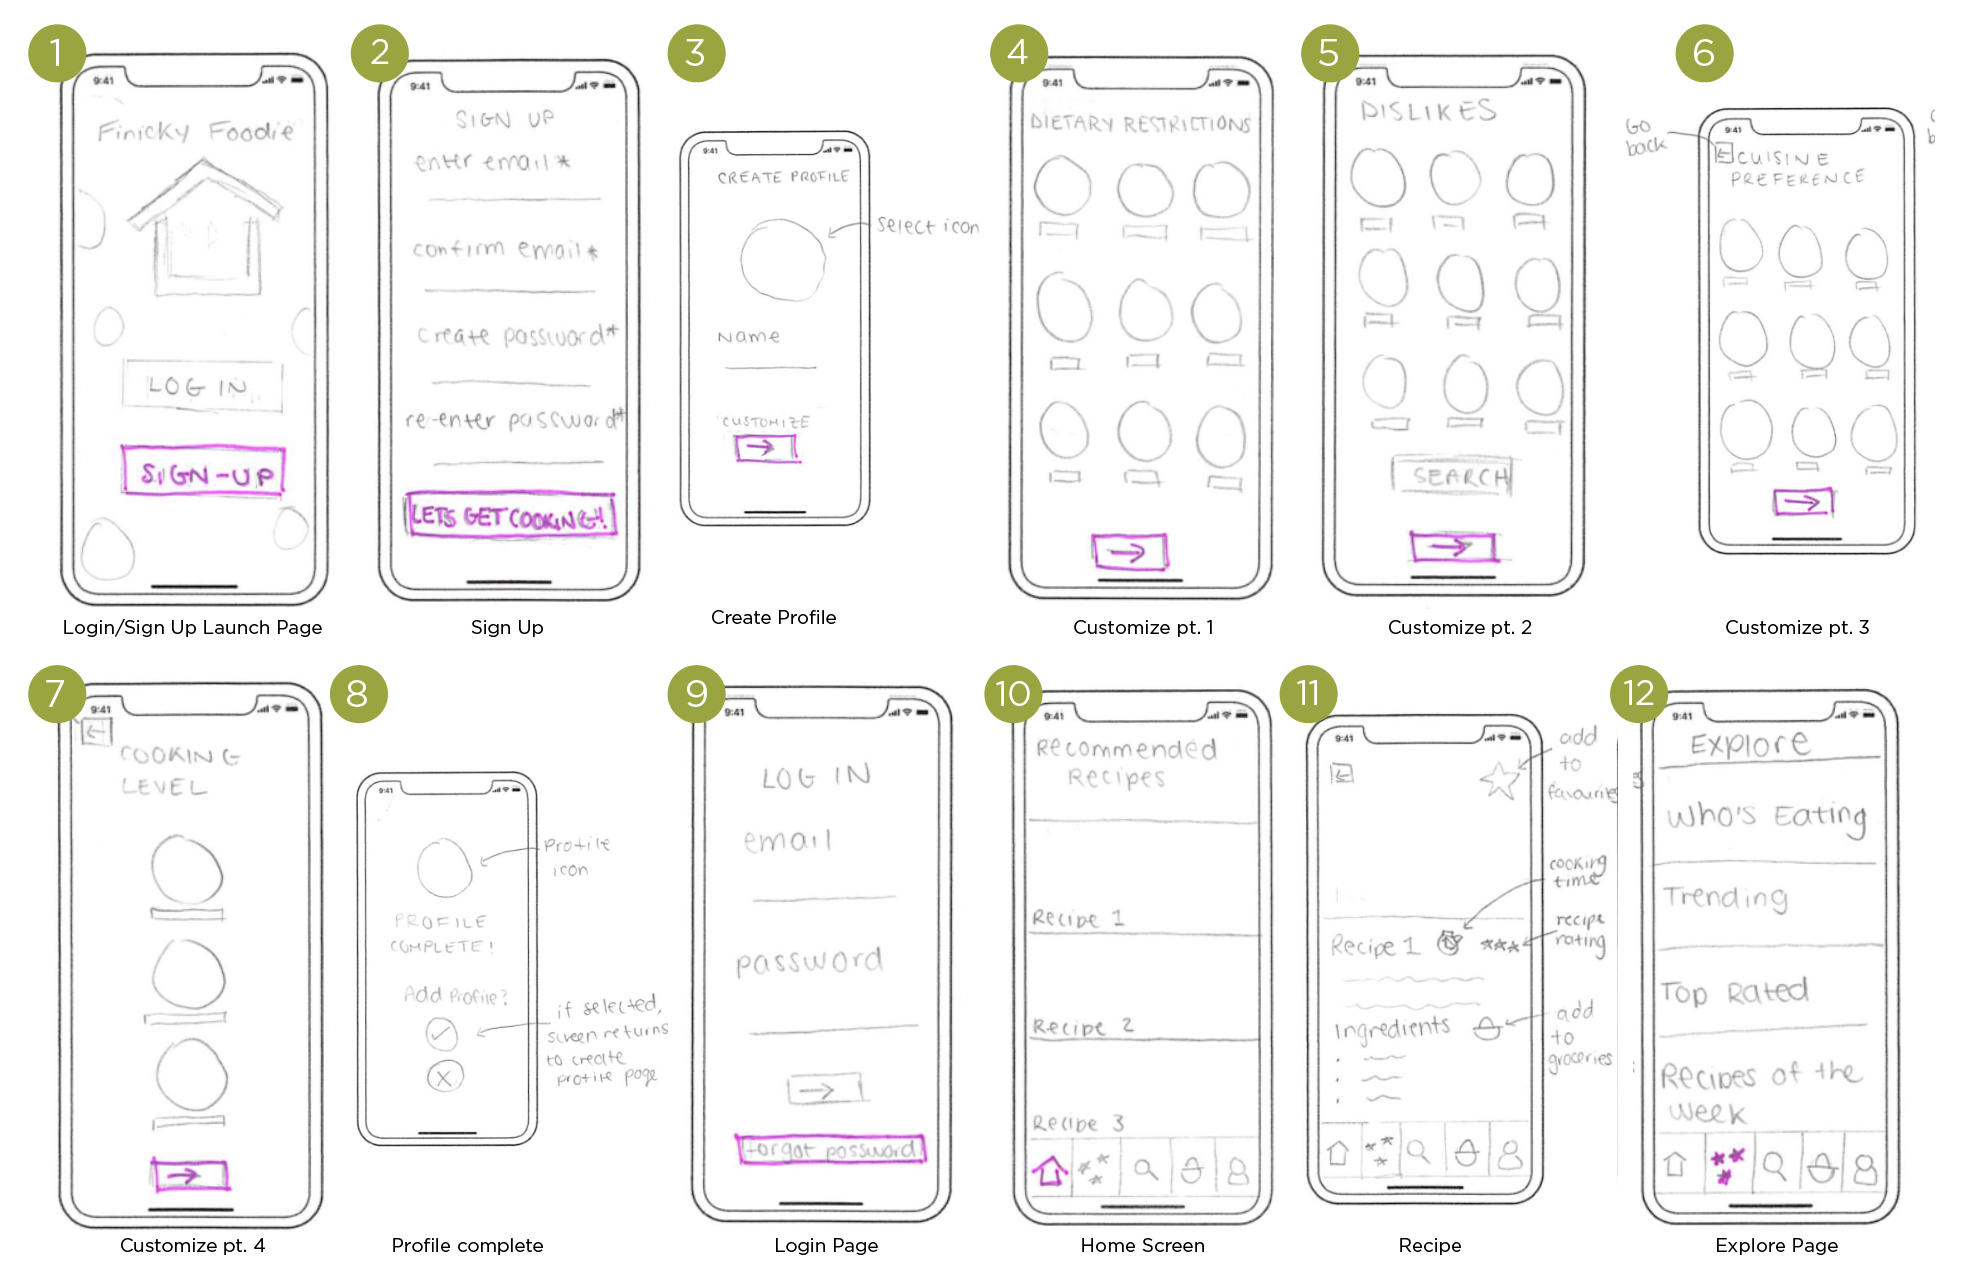 1
9:41
Finicky Foodie
LOG IN
SIGN-UP
Login/Sign Up Launch Page
2
9:41
SIGN UP
enter email*
confirm email*
create password*
re-enter password*
LETS GET COOKING!
Sign Up
3
9:41
CREATE PROFILE
select icon
Name
CUSTOMIZE
Create Profile
4
9:41
DIETARY RESTRICTIONS
Customize pt. 1
5
9:41
DISLIKES
SEARCH
Customize pt. 2
6
Go
back
9:41
CUISINE
PREFERENCE
Customize pt. 3
7
9:41
COOKING
LEVEL
Customize pt. 4
8
9:41
Profile
icon
PROFILE
COMPLETE!
Add Profile?
if selected,
screen returns
to create
profile page
Profile complete
9
9:41
LOG IN
email
password
forgot password
Login Page
10
9:41
Recommended
Recipes
Recipe 1
Recipe 2
Recipe 3
Home Screen
11
9:41
add
to
favourites
cooking
time
Recipe 1
recipe
rating
Ingredients
add
to
groceries
Recipe
12
9:41
Explore
Who's Eating
Trending
Top Rated
Recipes of the
Week
Explore Page